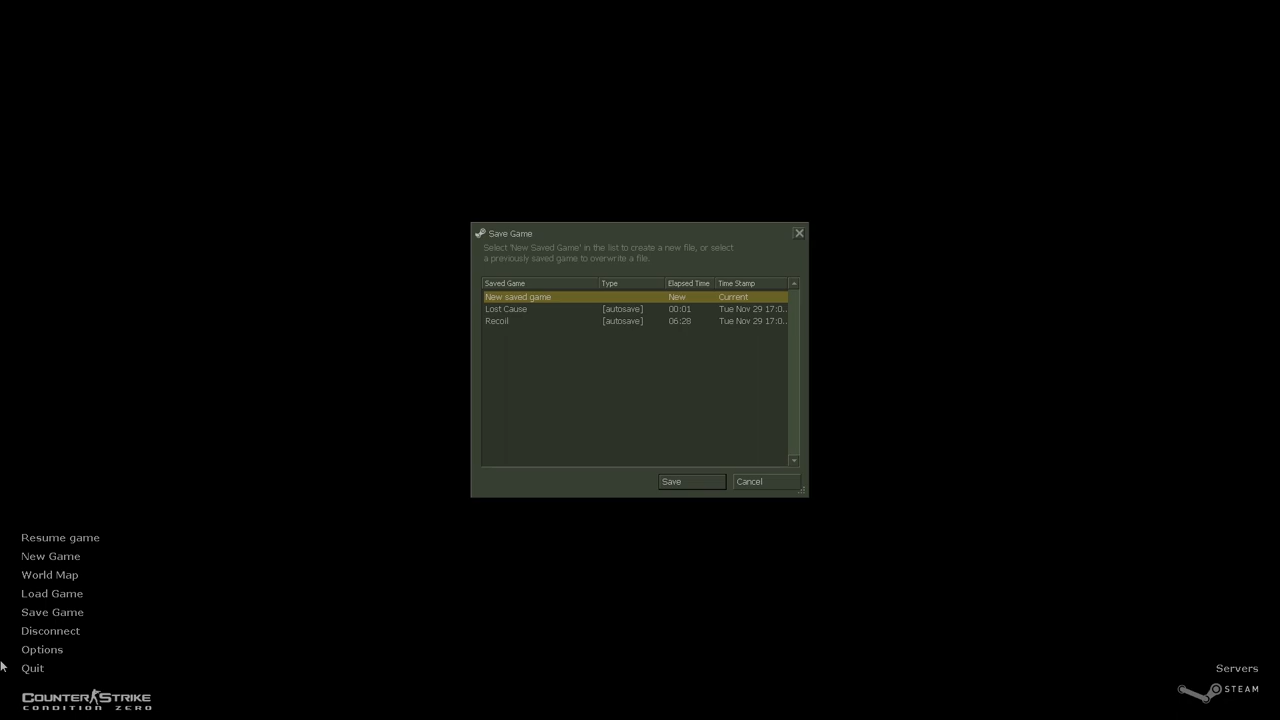 Save Game
Select 'New Saved Game' in the list to create a new file, or select
a previously saved game to overwrite a file.
Saved Game Type Elapsed Time Time Stamp
New saved game New Current
Lost Cause [autosave] 00:01 Tue Nov 29 17:0..
Recoil [autosave] 06:28 Tue Nov 29 17:0..
Save Cancel
Resume game
New Game
World Map
Load Game
Save Game
Disconnect
Options
Quit
Servers
COUNTER STRIKE
CONDITION ZERO
STEAM